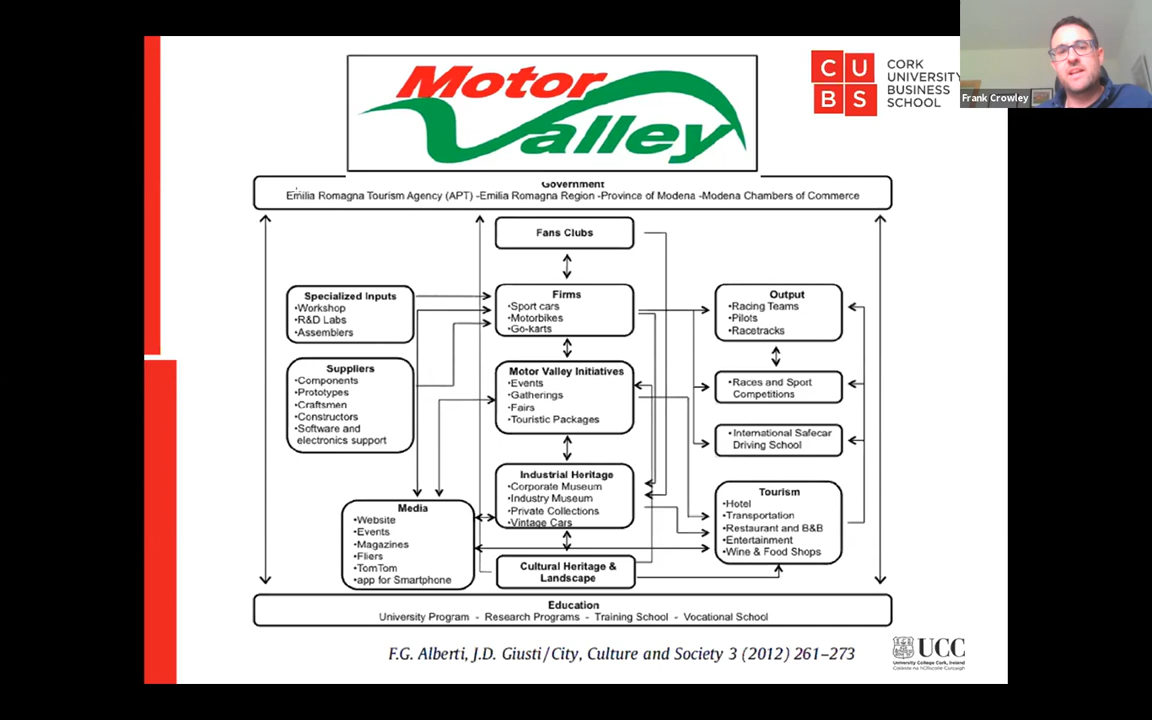 Motor
Valley
C U
B S
CORK
UNIVERSITY
BUSINESS
SCHOOL
Frank Crowley
Government
Emilia Romagna Tourism Agency (APT) -Emilia Romagna Region -Province of Modena -Modena Chambers of Commerce
Fans Clubs
Specialized Inputs
•Workshop
•R&D Labs
•Assemblers
Firms
•Sport cars
•Motorbikes
•Go-karts
Output
•Racing Teams
•Pilots
•Racetracks
Suppliers
•Components
•Prototypes
•Craftsmen
•Constructors
•Software and
electronics support
Motor Valley Initiatives
•Events
•Gatherings
•Fairs
•Touristic Packages
•Races and Sport
Competitions
•International Safecar
Driving School
Industrial Heritage
•Corporate Museum
•Industry Museum
•Private Collections
•Vintage Cars
Tourism
•Hotel
•Transportation
•Restaurant and B&B
•Entertainment
•Wine & Food Shops
Media
•Website
•Events
•Magazines
•Fliers
•TomTom
•app for Smartphone
Cultural Heritage &
Landscape
Education
University Program - Research Programs - Training School - Vocational School
F.G. Alberti, J.D. Giusti / City, Culture and Society 3 (2012) 261–273
UCC
University College Cork, Ireland